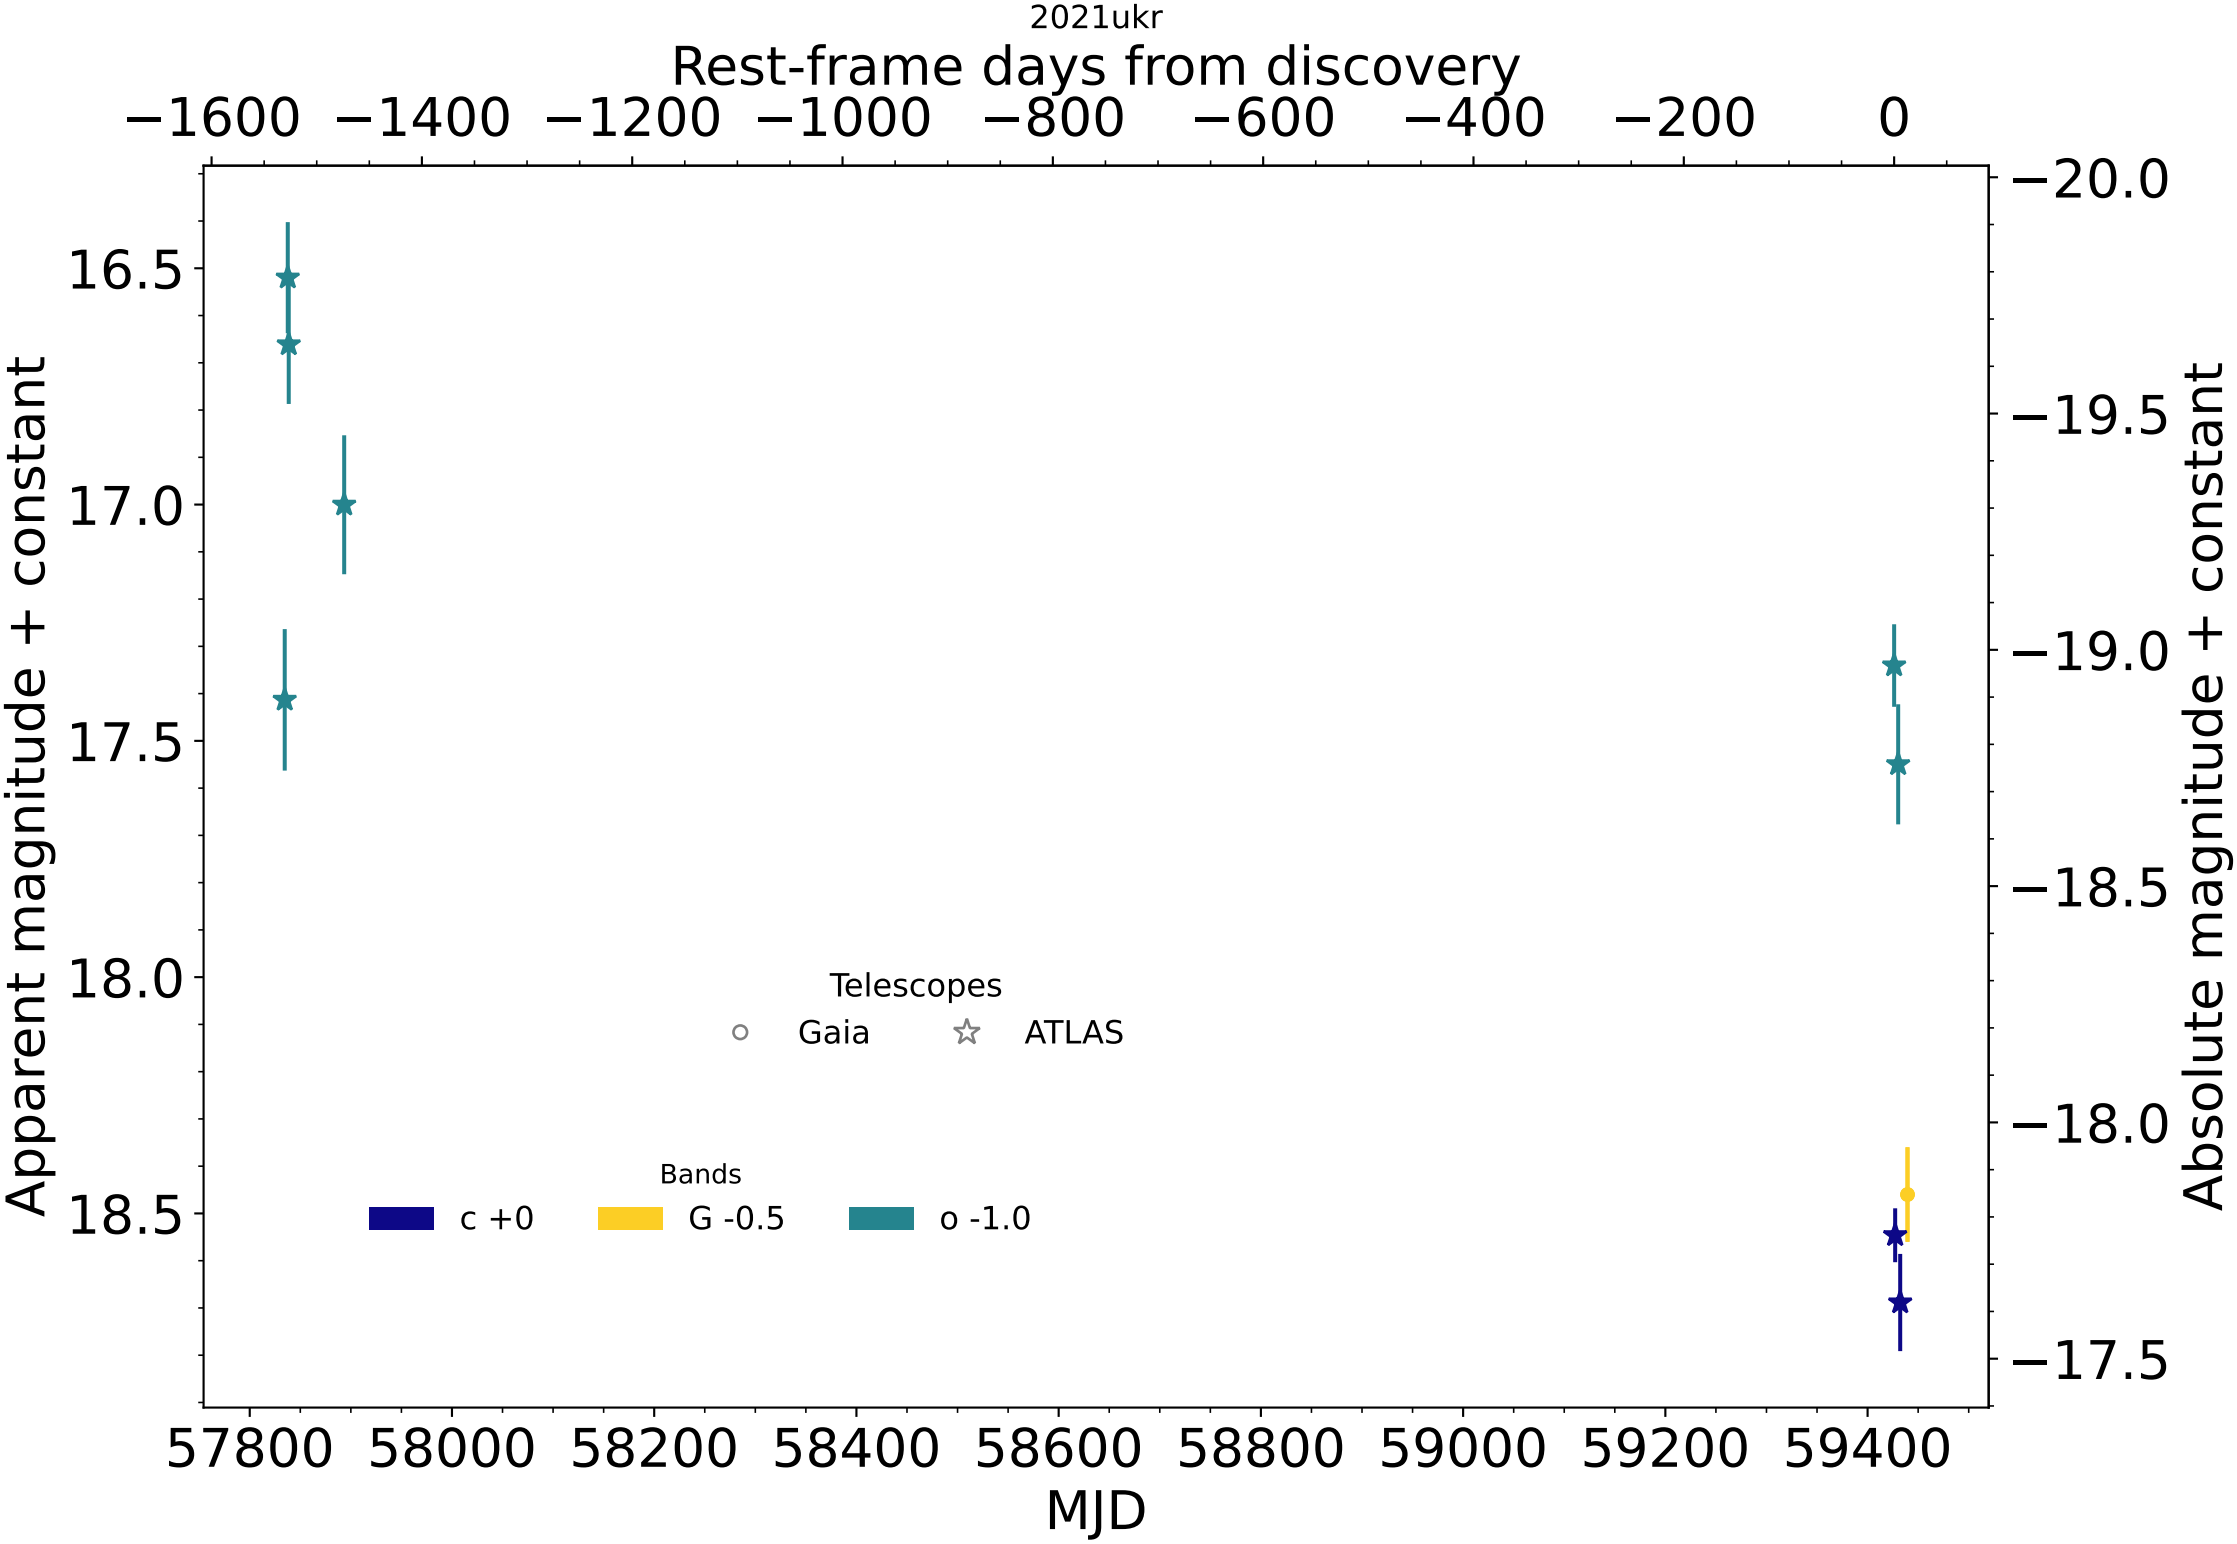 2021ukr
Rest-frame days from discovery
−1600 −1400 −1200 −1000 −800 −600 −400 −200 0
Apparent magnitude + constant
16.5
17.0
17.5
18.0
18.5
−20.0
−19.5
−19.0
−18.5
−18.0
−17.5
Absolute magnitude + constant
Telescopes
Gaia ATLAS
Bands
c +0 G -0.5 o -1.0
57800 58000 58200 58400 58600 58800 59000 59200 59400
MJD